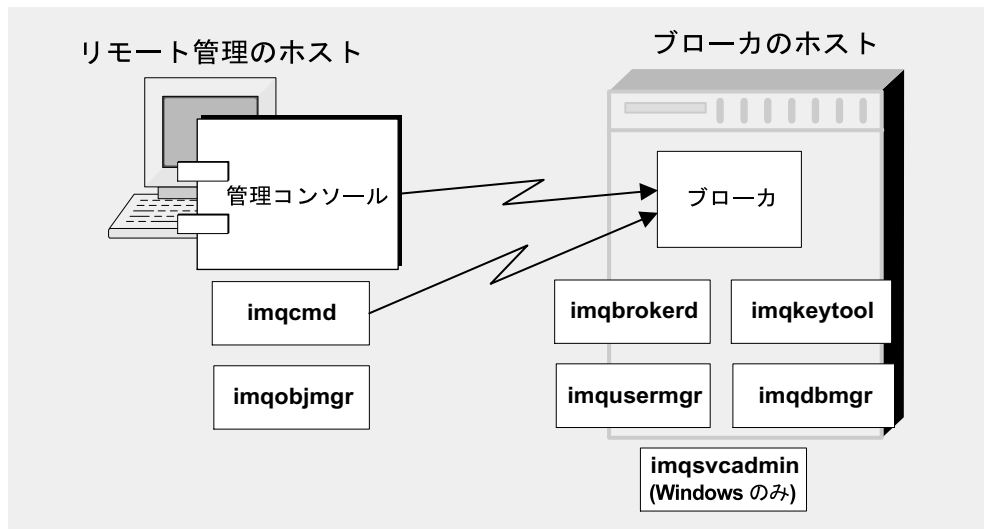 リモート管理のホスト
ブローカのホスト
管理コンソール
ブローカ
imqcmd
imqobjmgr
imqbrokerd
imqkeytool
imqusermgr
imqdbmgr
imqsvcadmin
(Windows のみ)